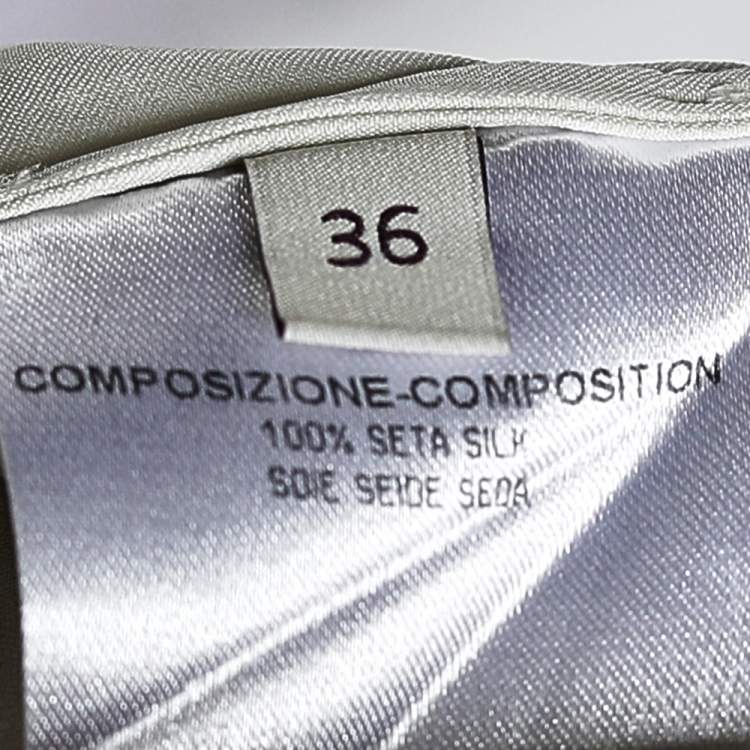 36
COMPOSIZIONE-COMPOSITION
100% SETA SILK
SOIE SEIDE SEDA